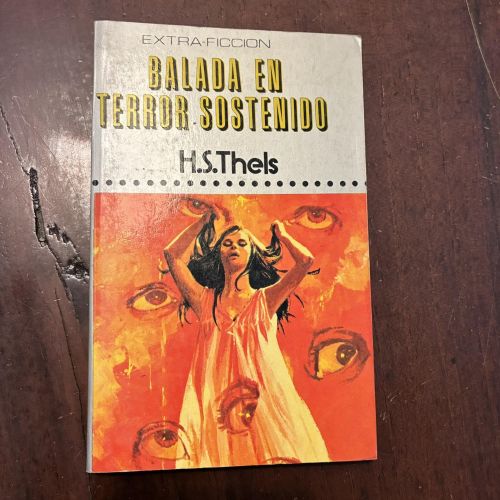 EXTRA-FICCION
BALADA EN
TERROR SOSTENIDO
H.S.Thels